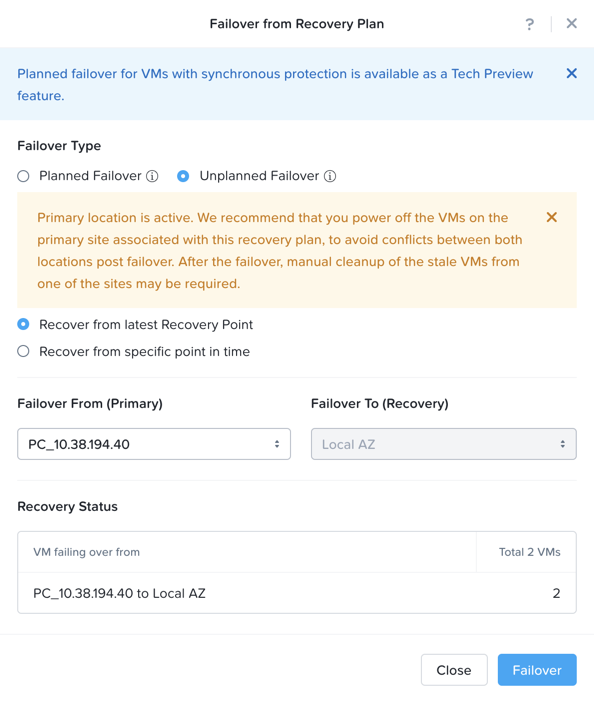 Failover from Recovery Plan
?
Planned failover for VMs with synchronous protection is available as a Tech Preview
feature.
Failover Type
Planned Failover
Unplanned Failover
Primary location is active. We recommend that you power off the VMs on the
primary site associated with this recovery plan, to avoid conflicts between both
locations post failover. After the failover, manual cleanup of the stale VMs from
one of the sites may be required.
Recover from latest Recovery Point
Recover from specific point in time
Failover From (Primary)
Failover To (Recovery)
PC_10.38.194.40
Local AZ
Recovery Status
VM failing over from
Total 2 VMs
PC_10.38.194.40 to Local AZ
2
Close
Failover